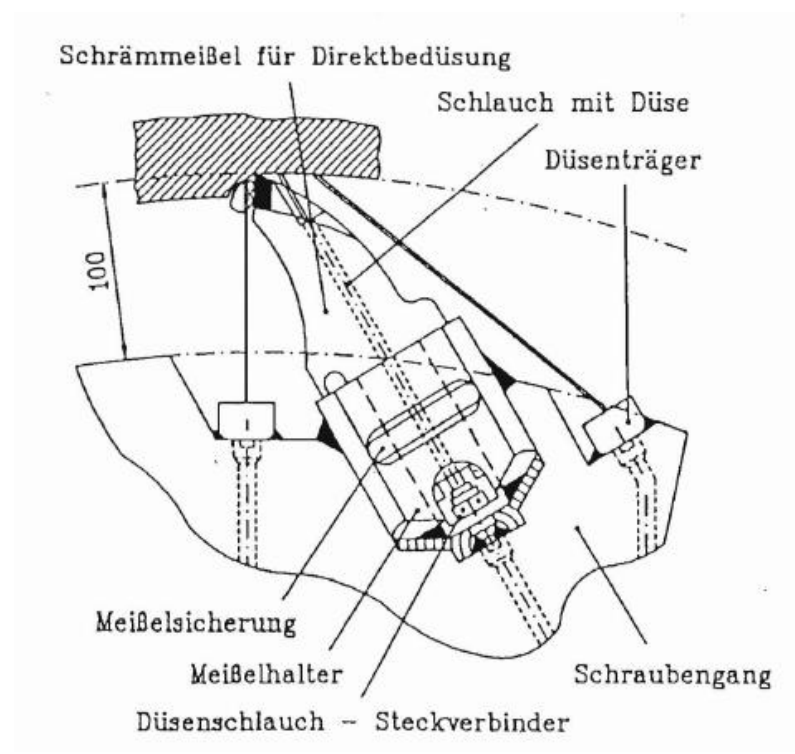 Schrämmeißel für Direktbedüsung
Schlauch mit Düse
Düsenträger
100
Meißelsicherung
Meißelhalter
Schraubengang
Düsenschlauch - Steckverbinder